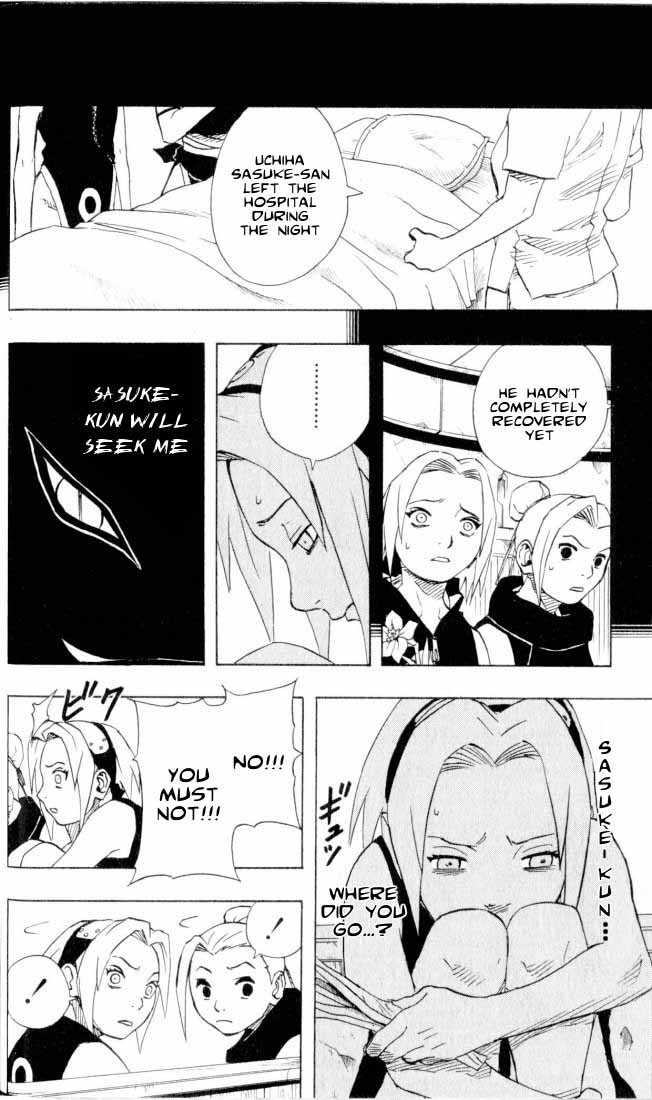 UCHIHA
SASUKE-SAN
LEFT THE
HOSPITAL
DURING
THE NIGHT
HE HADN'T
COMPLETELY
RECOVERED
YET
.........
SASUKE-
KUN WILL
SEEK ME
SASUKE-KUN...
WHERE
DID YOU
GO...?
ギュッ
NO!!!
YOU
MUST
NOT!!!
ビク
!
!